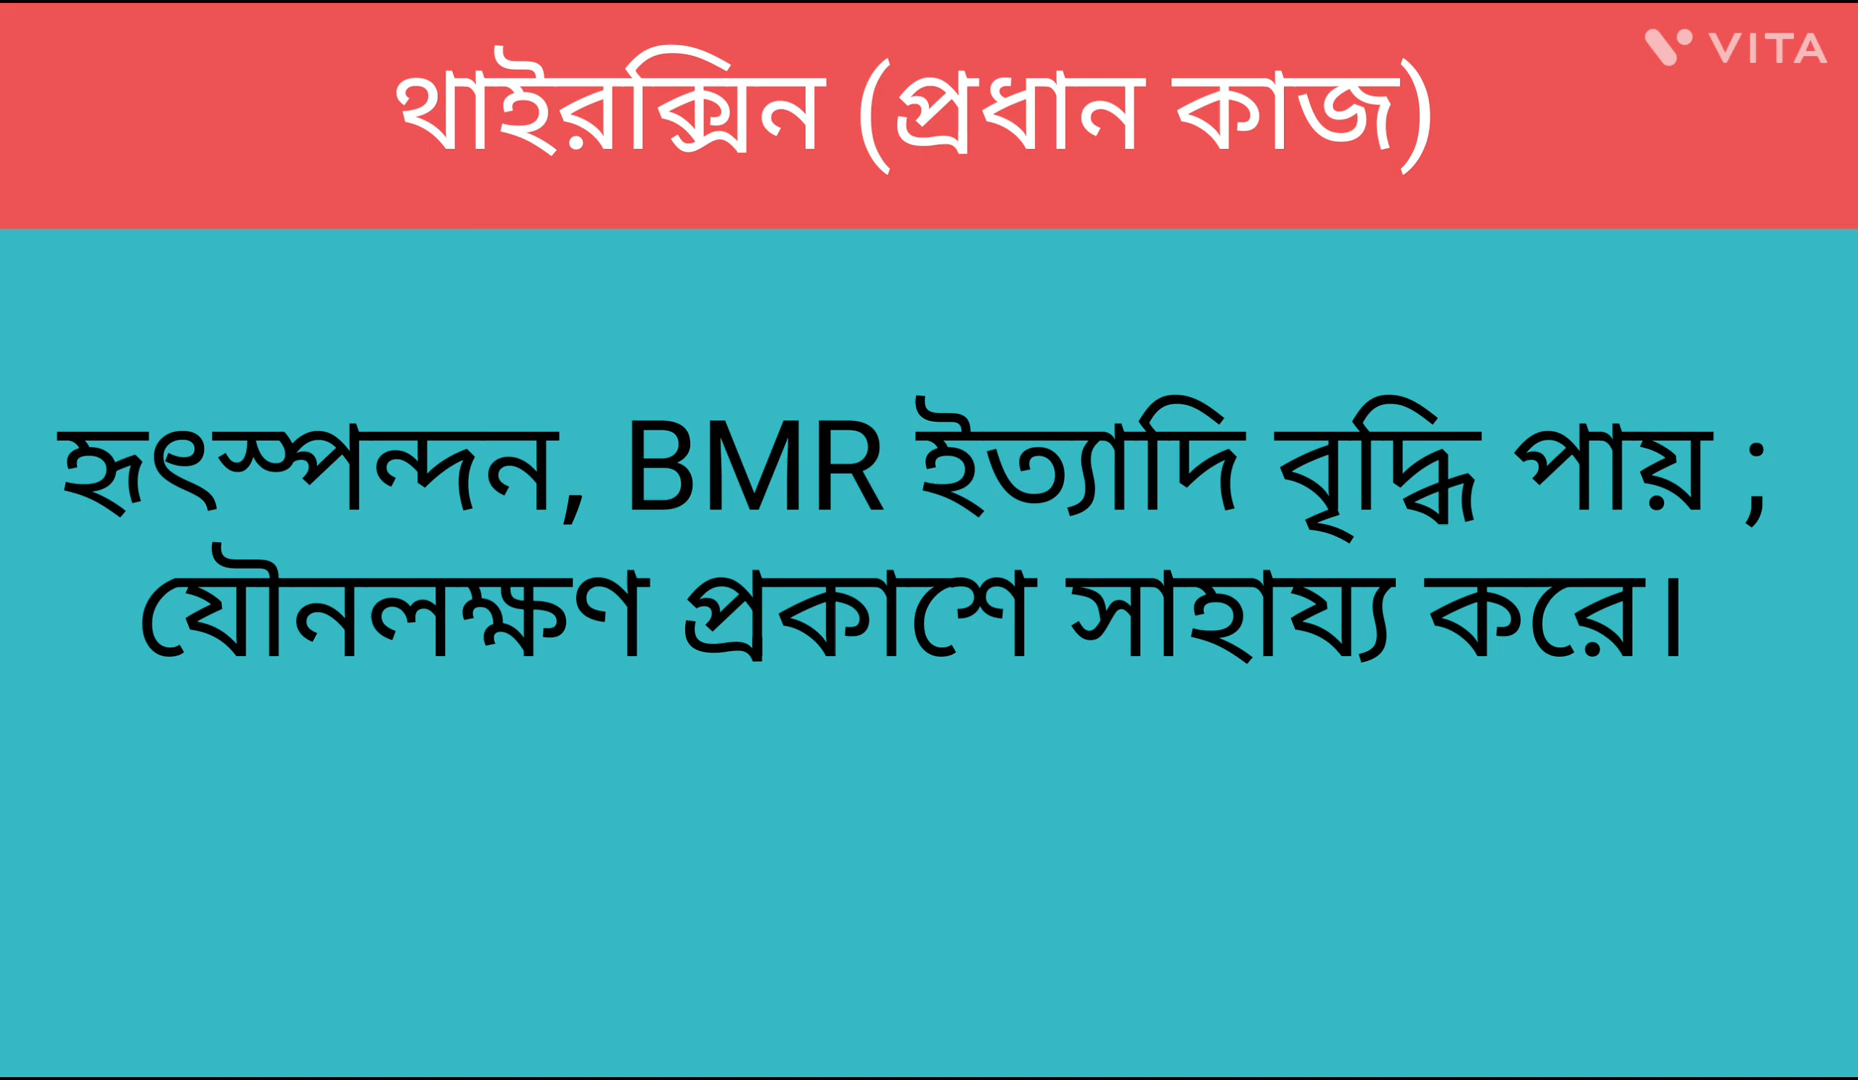 VITA
থাইরক্সিন (প্রধান কাজ)
হৃৎস্পন্দন, BMR ইত্যাদি বৃদ্ধি পায় ;
যৌনলক্ষণ প্রকাশে সাহায্য করে।